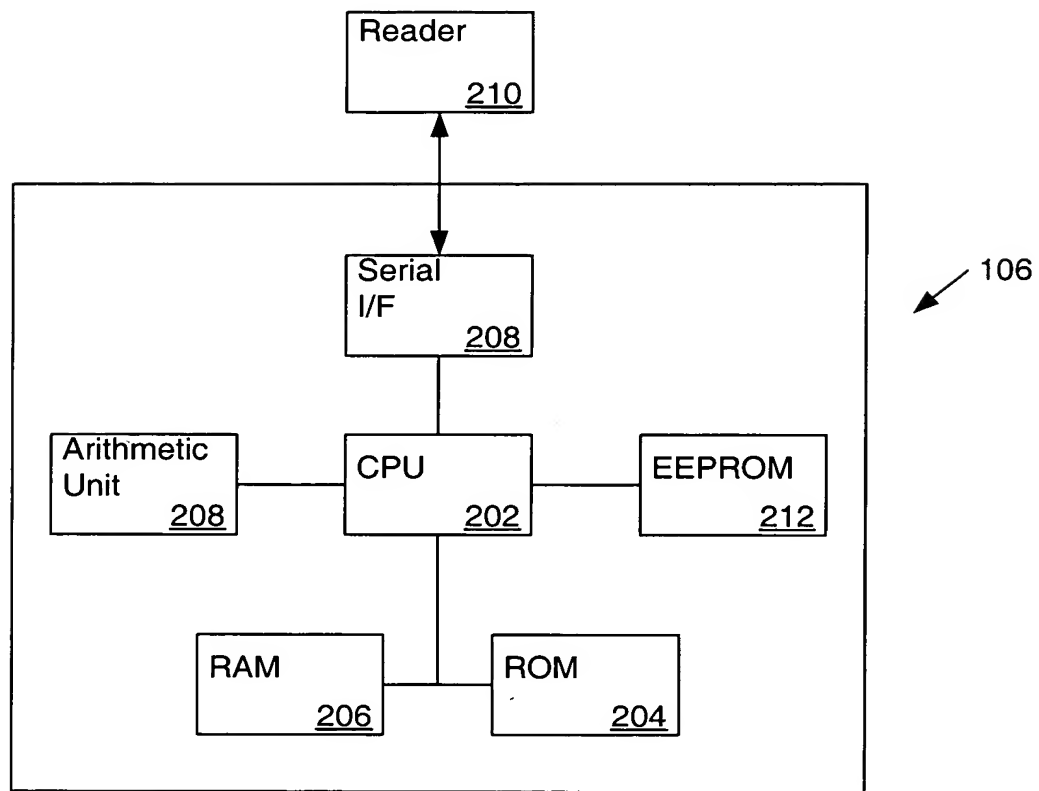 Reader
210
106
Serial
I/F
208
Arithmetic
Unit
208
CPU
202
EEPROM
212
RAM
206
ROM
204